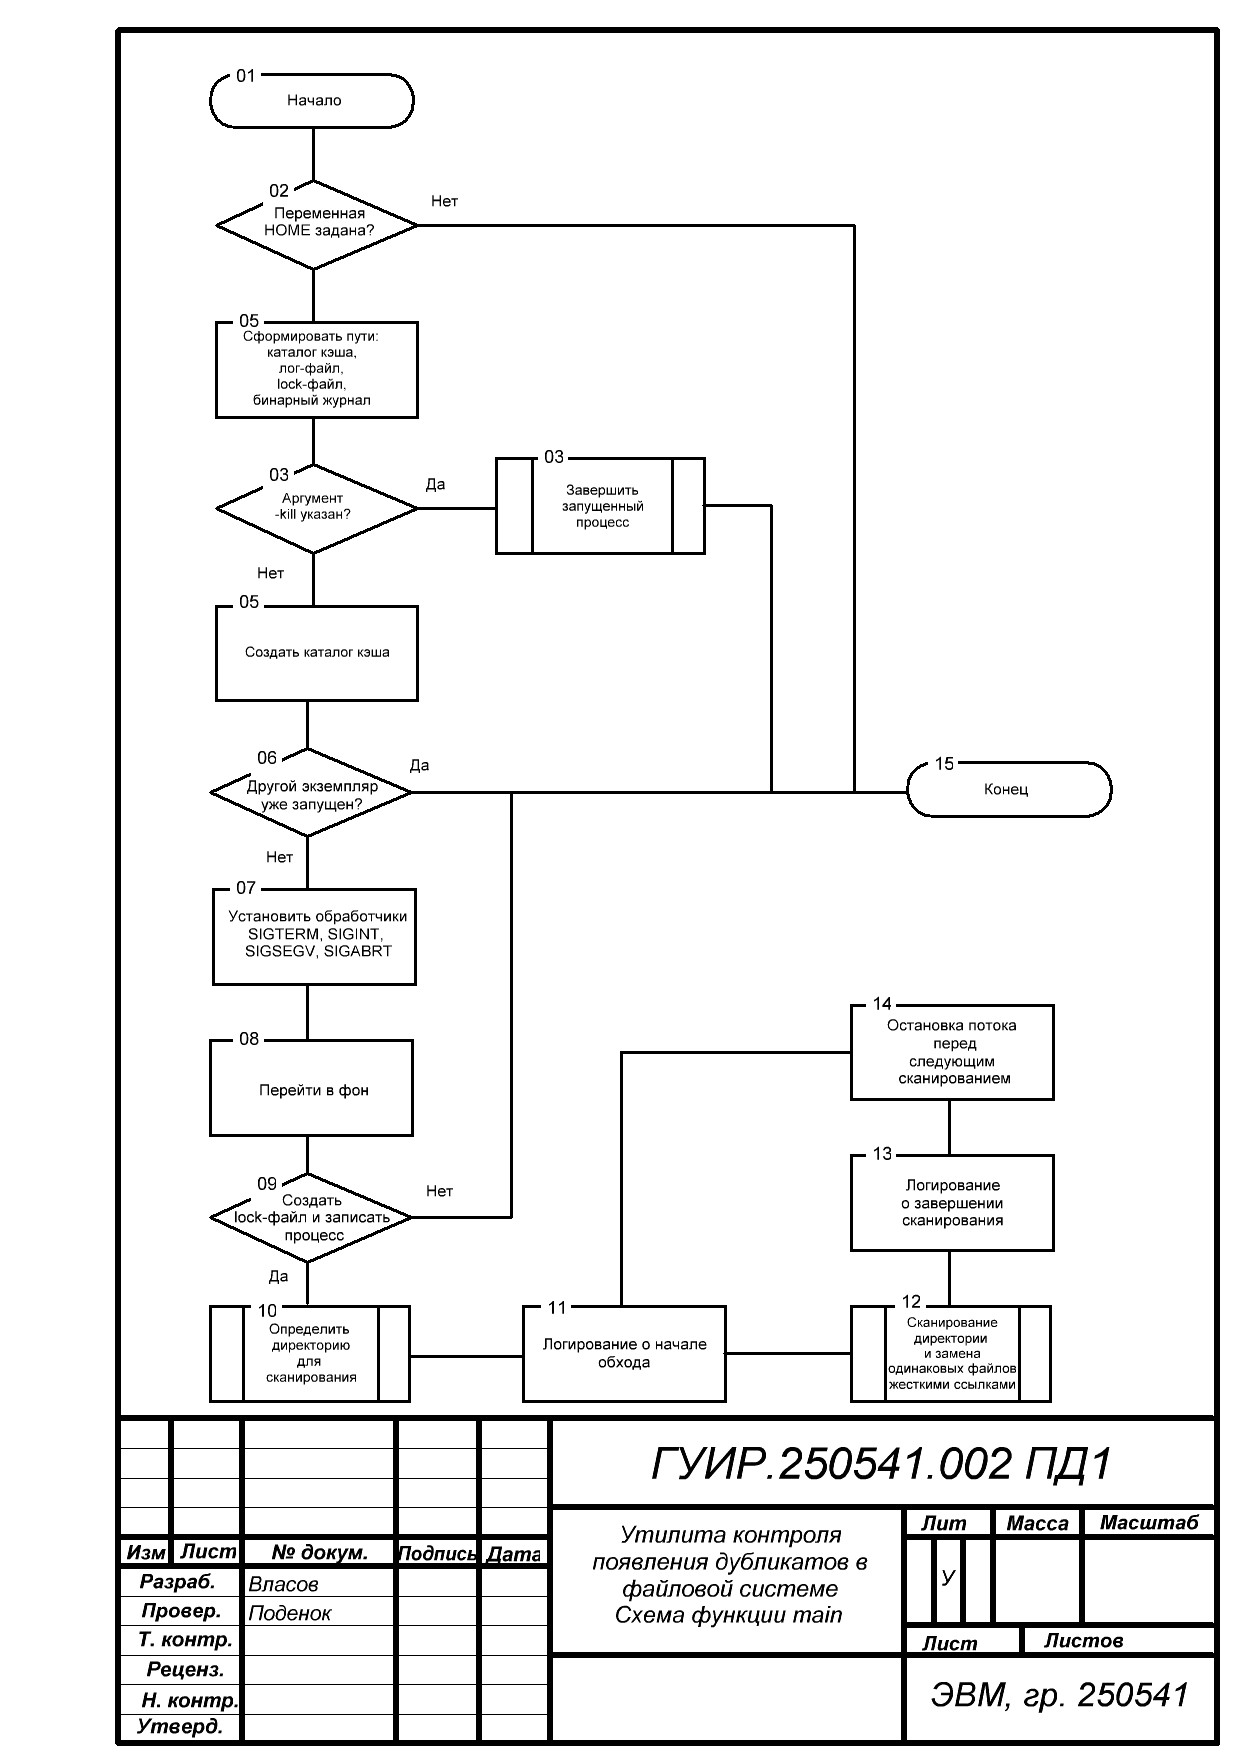 01
Начало
02
Нет
Переменная
HOME задана?
05
Сформировать пути:
каталог кэша,
лог-файл,
lock-файл,
бинарный журнал
03
Аргумент
-kill указан?
Да
03
Завершить
запущенный
процесс
Нет
05
Создать каталог кэша
06
Да
Другой экземпляр
уже запущен?
15
Конец
Нет
07
Установить обработчики
SIGTERM, SIGINT,
SIGSEGV, SIGABRT
08
Перейти в фон
09
Нет
Создать
lock-файл и записать
процесс
Да
14
Остановка потока
перед
следующим
сканированием
13
Логирование
о завершении
сканирования
10
Определить
директорию
для
сканирования
11
Логирование о начале
обхода
12
Сканирование
директории
и замена
одинаковых файлов
жесткими ссылками
ГУИР.250541.002 ПД1
Изм Лист № докум. Подпись Дата
Разраб. Власов
Провер. Поденок
Т. контр.
Реценз.
Н. контр.
Утверд.
Утилита контроля
появления дубликатов в
файловой системе
Схема функции main
Лит Масса Масштаб
У
Лист Листов
ЭВМ, гр. 250541